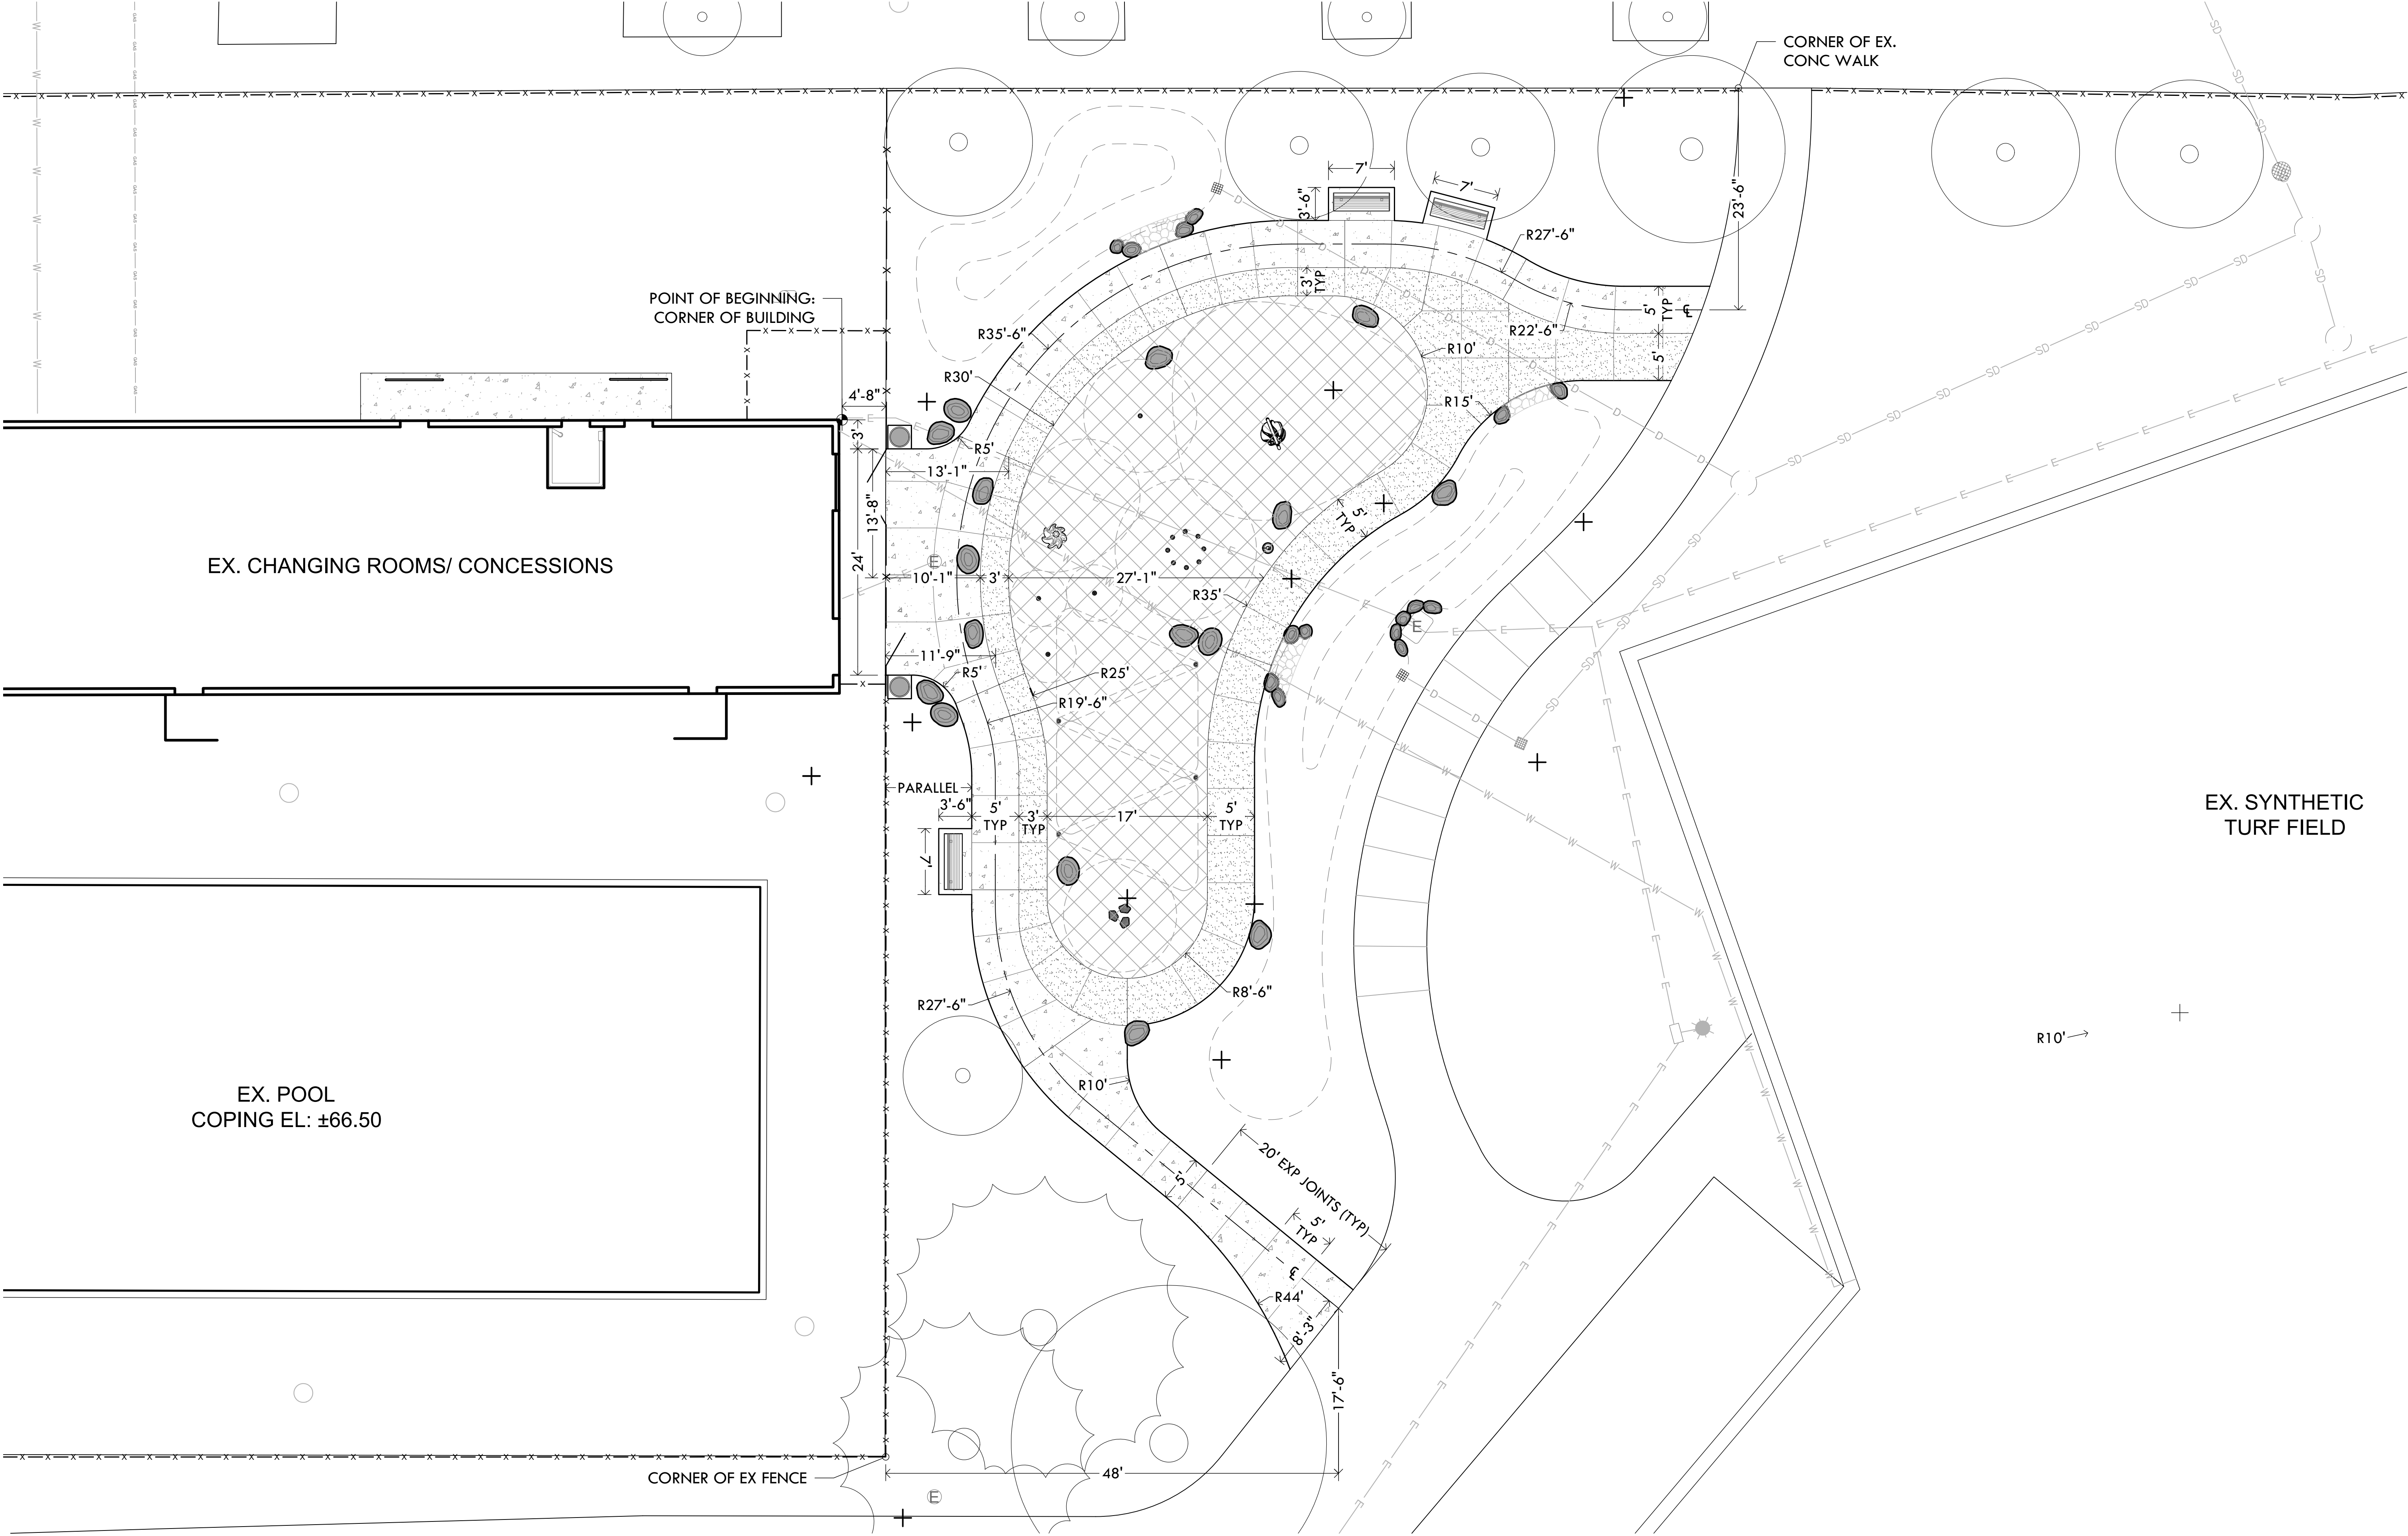 CORNER OF EX.
CONC WALK
7'
7'
3'-6"
23'-6"
R27'-6"
3'
TYP
POINT OF BEGINNING:
CORNER OF BUILDING
5'
TYP
℄
R35'-6"
R22'-6"
R10'
5'
R30'
4'-8"
R15'
3'
R5'
13'-1"
13'-8"
5'
TYP
24'
EX. CHANGING ROOMS/ CONCESSIONS
E
10'-1"
3'
27'-1"
R35'
E
11'-9"
R5'
R25'
R19'-6"
PARALLEL
3'-6"
5'
TYP
3'
TYP
17'
5'
TYP
EX. SYNTHETIC
TURF FIELD
7'
R8'-6"
R27'-6"
R10'
R10'
EX. POOL
COPING EL: ±66.50
20' EXP JOINTS (TYP)
5'
5'
TYP
℄
R44'
8'-3"
17'-6"
48'
CORNER OF EX FENCE
E